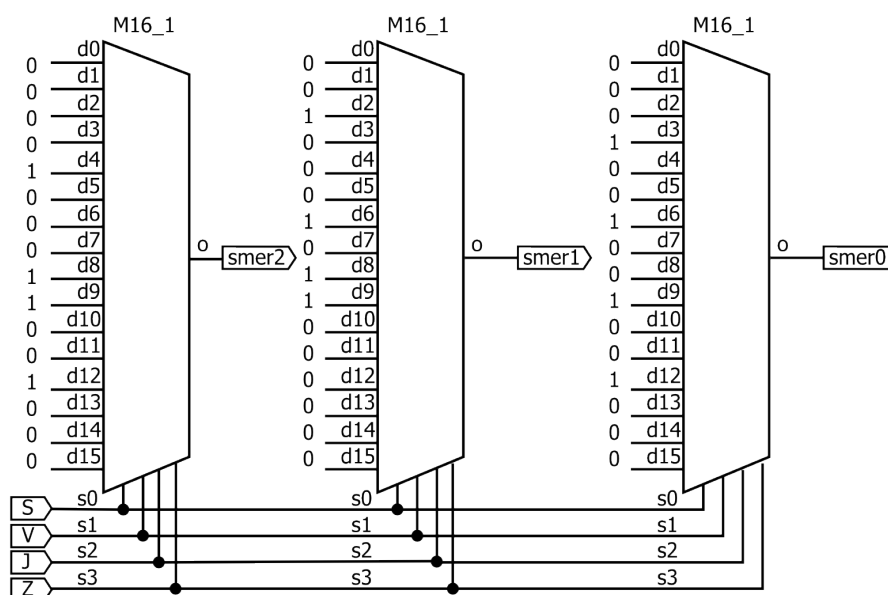 M16_1 M16_1 M16_1
d0 d0 d0
0 0 0
d1 d1 d1
0 0 0
d2 d2 d2
0 1 0
d3 d3 d3
0 0 1
d4 d4 d4
1 0 0
d5 d5 d5
0 0 0
d6 d6 d6
0 1 1
d7 d7 d7
0 0 0
o smer2 o smer1 o smer0
d8 d8 d8
1 1 0
d9 d9 d9
1 1 1
d10 d10 d10
0 0 0
d11 d11 d11
0 0 0
d12 d12 d12
1 0 1
d13 d13 d13
0 0 0
d14 d14 d14
0 0 0
d15 d15 d15
0 0 0
S s0 s0 s0
V s1 s1 s1
J s2 s2 s2
Z s3 s3 s3